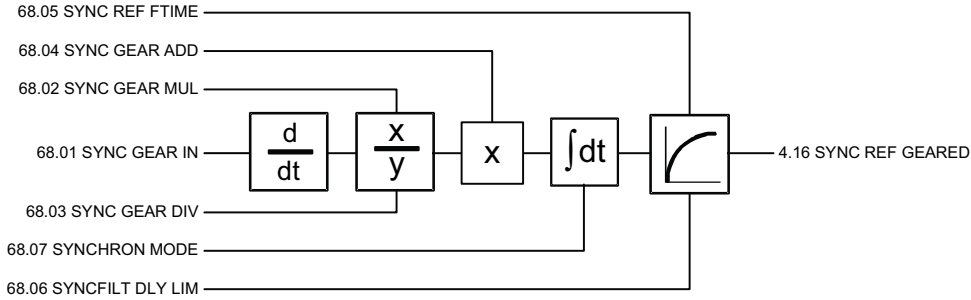 68.05 SYNC REF FTIME
68.04 SYNC GEAR ADD
68.02 SYNC GEAR MUL
68.01 SYNC GEAR IN
d
dt
x
y
x
∫dt
4.16 SYNC REF GEARED
68.03 SYNC GEAR DIV
68.07 SYNCHRON MODE
68.06 SYNCFILT DLY LIM